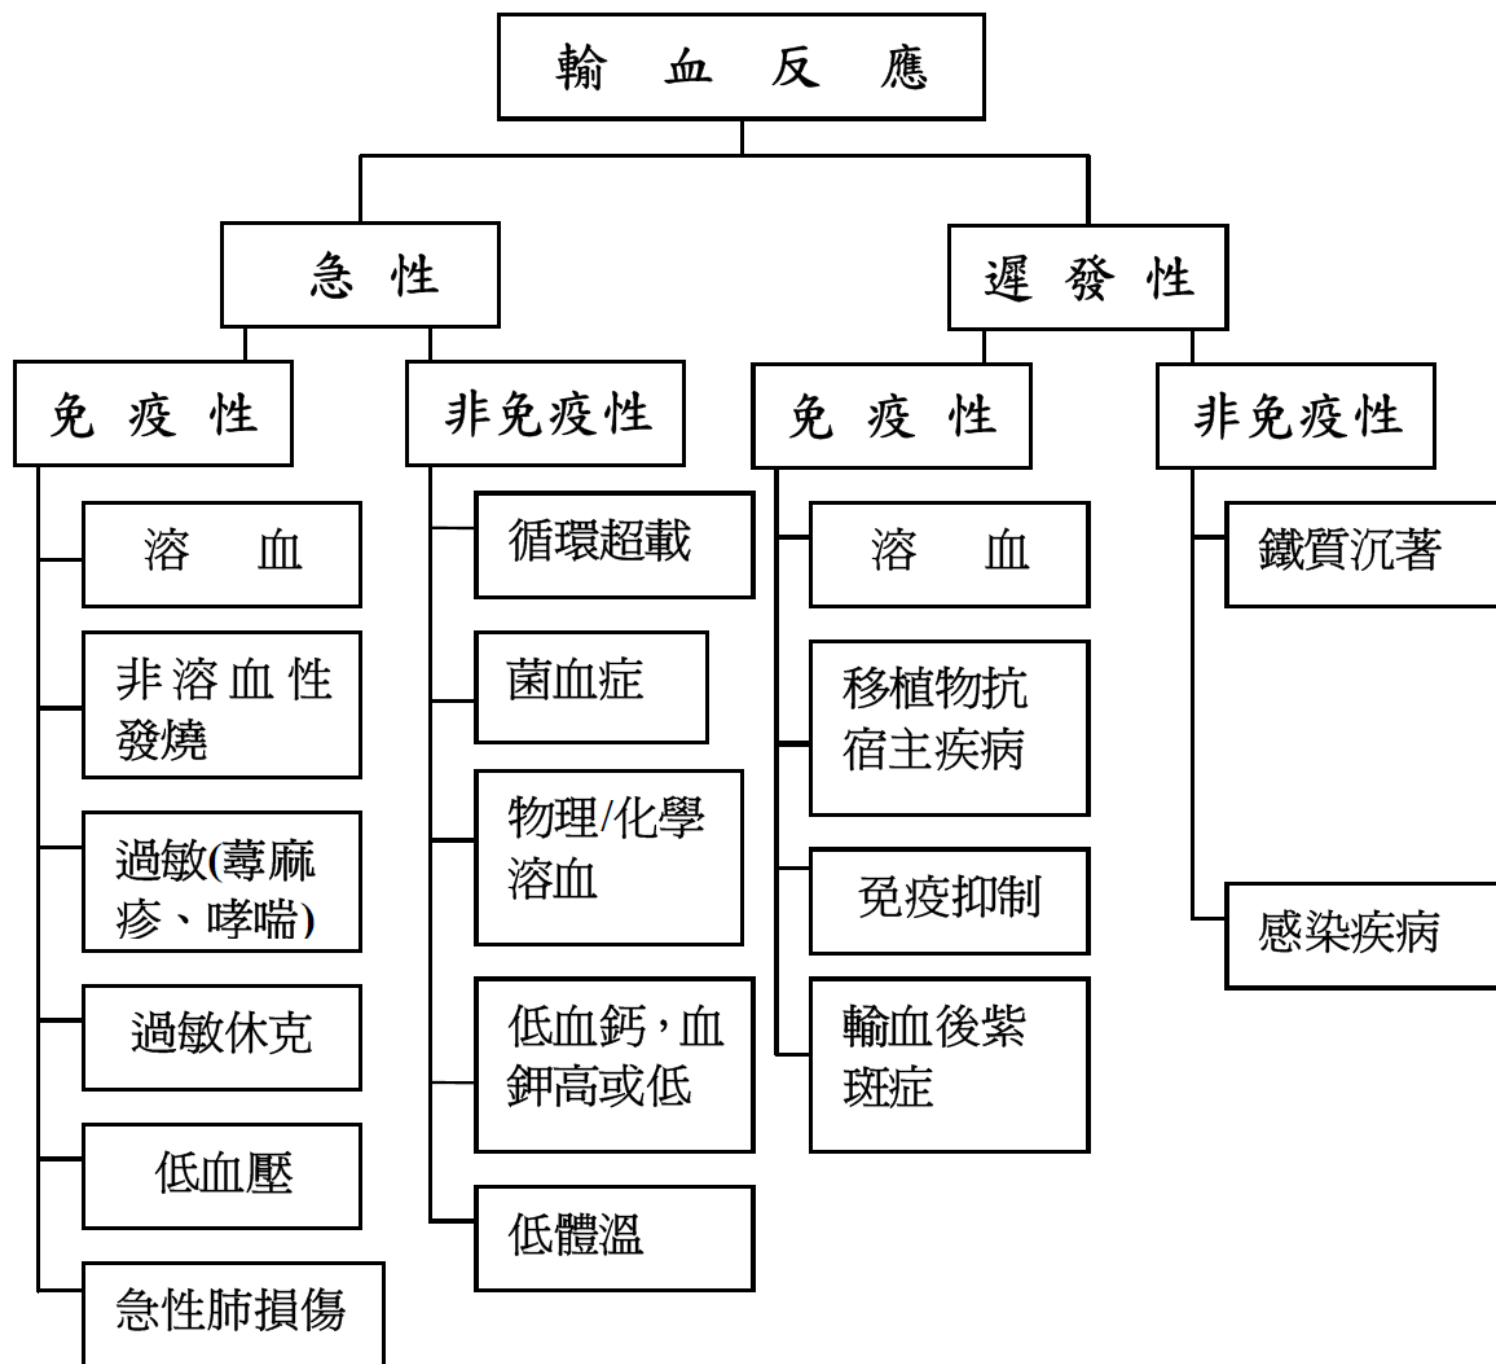 輸血反應
急性
遲發性
免疫性
非免疫性
免疫性
非免疫性
溶血
非溶血性
發燒
過敏(蕁麻
疹、哮喘)
過敏休克
低血壓
急性肺損傷
循環超載
菌血症
物理/化學
溶血
低血鈣，血
鉀高或低
低體溫
溶血
移植物抗
宿主疾病
免疫抑制
輸血後紫
斑症
鐵質沉著
感染疾病